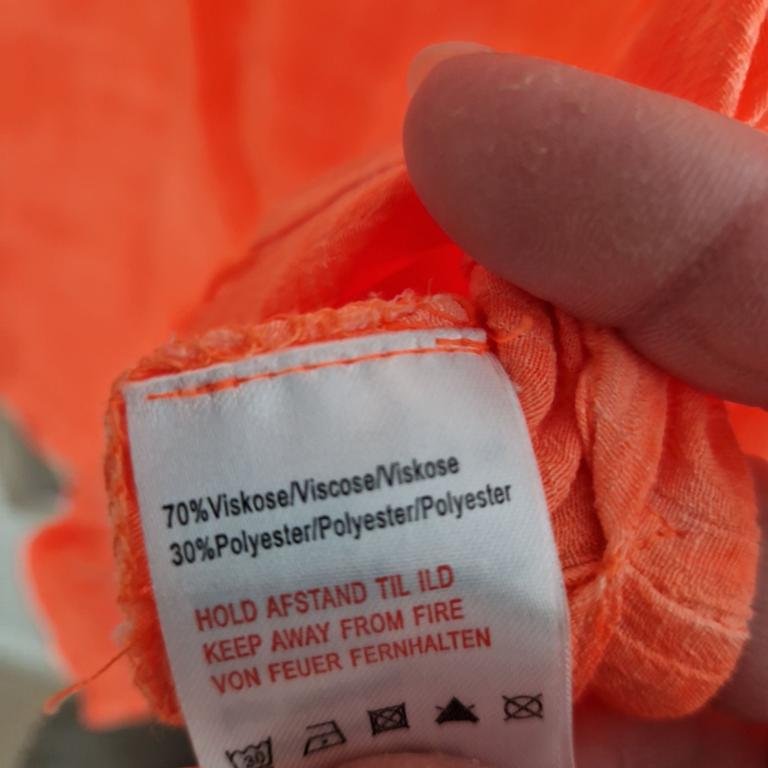 70%Viskose/Viscose/Viskose
30%Polyester/Polyester/Polyester
HOLD AFSTAND TIL ILD
KEEP AWAY FROM FIRE
VON FEUER FERNHALTEN
30